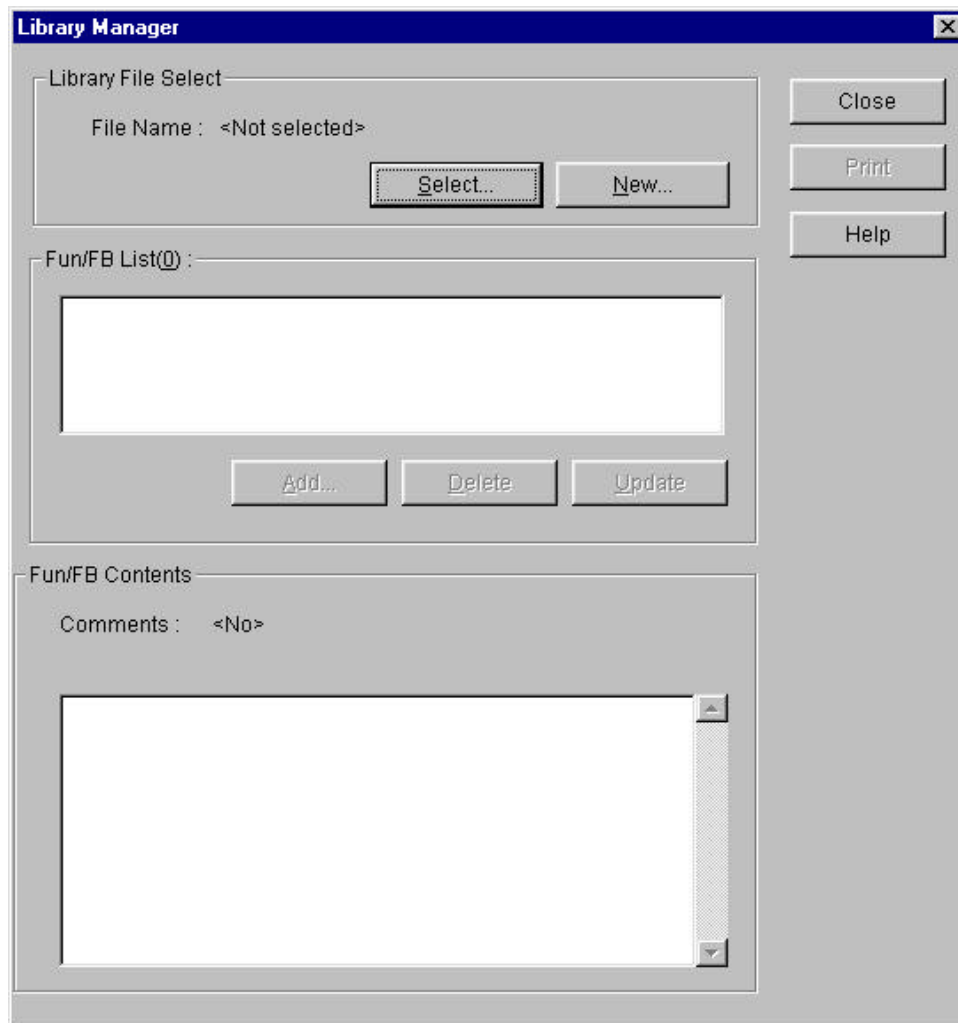 Library Manager
Library File Select
File Name : <Not selected>
Select...
New...
Close
Print
Help
Fun/FB List(0) :
Add...
Delete
Update
Fun/FB Contents
Comments : <No>